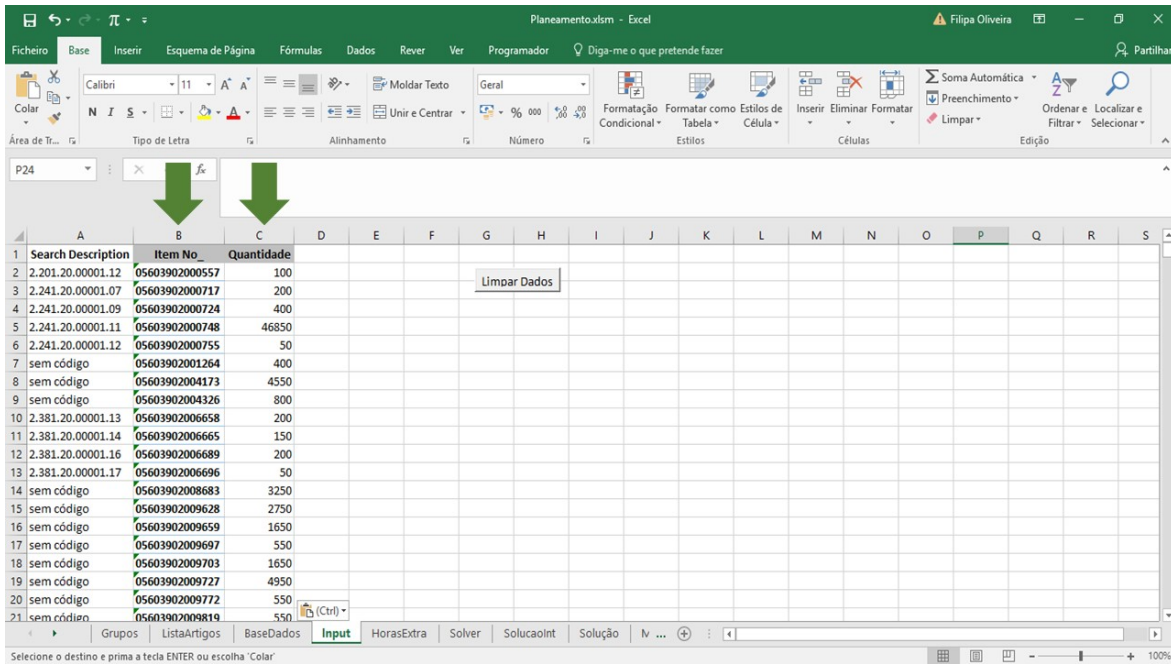 Planeamento.xlsm - Excel
Filipa Oliveira
Ficheiro Base Inserir Esquema de Página Fórmulas Dados Rever Ver Programador Diga-me o que pretende fazer Partilhar
Calibri 11 Moldar Texto Geral Soma Automática
Colar N I S Unir e Centrar % 000 Formatação Condicional Formatar como Tabela Estilos de Célula Inserir Eliminar Formatar Preenchimento Limpar Ordenar e Filtrar Localizar e Selecionar
Área de Tr... Tipo de Letra Alinhamento Número Estilos Células Edição
P24 fx
A B C D E F G H I J K L M N O P Q R S
1 Search Description Item No_ Quantidade
2 2.201.20.00001.12 05603902000557 100
Limpar Dados
3 2.241.20.00001.07 05603902000717 200
4 2.241.20.00001.09 05603902000724 400
5 2.241.20.00001.11 05603902000748 46850
6 2.241.20.00001.12 05603902000755 50
7 sem código 05603902001264 400
8 sem código 05603902004173 4550
9 sem código 05603902004326 800
10 2.381.20.00001.13 05603902006658 200
11 2.381.20.00001.14 05603902006665 150
12 2.381.20.00001.16 05603902006689 200
13 2.381.20.00001.17 05603902006696 50
14 sem código 05603902008683 3250
15 sem código 05603902009628 2750
16 sem código 05603902009659 1650
17 sem código 05603902009697 550
18 sem código 05603902009703 1650
19 sem código 05603902009727 4950
20 sem código 05603902009772 550
21 sem código 05603902009819 550 (Ctrl)
Grupos ListaArtigos BaseDados Input HorasExtra Solver SolucaoInt Solução M ...
Selecione o destino e prima a tecla ENTER ou escolha 'Colar' 100%